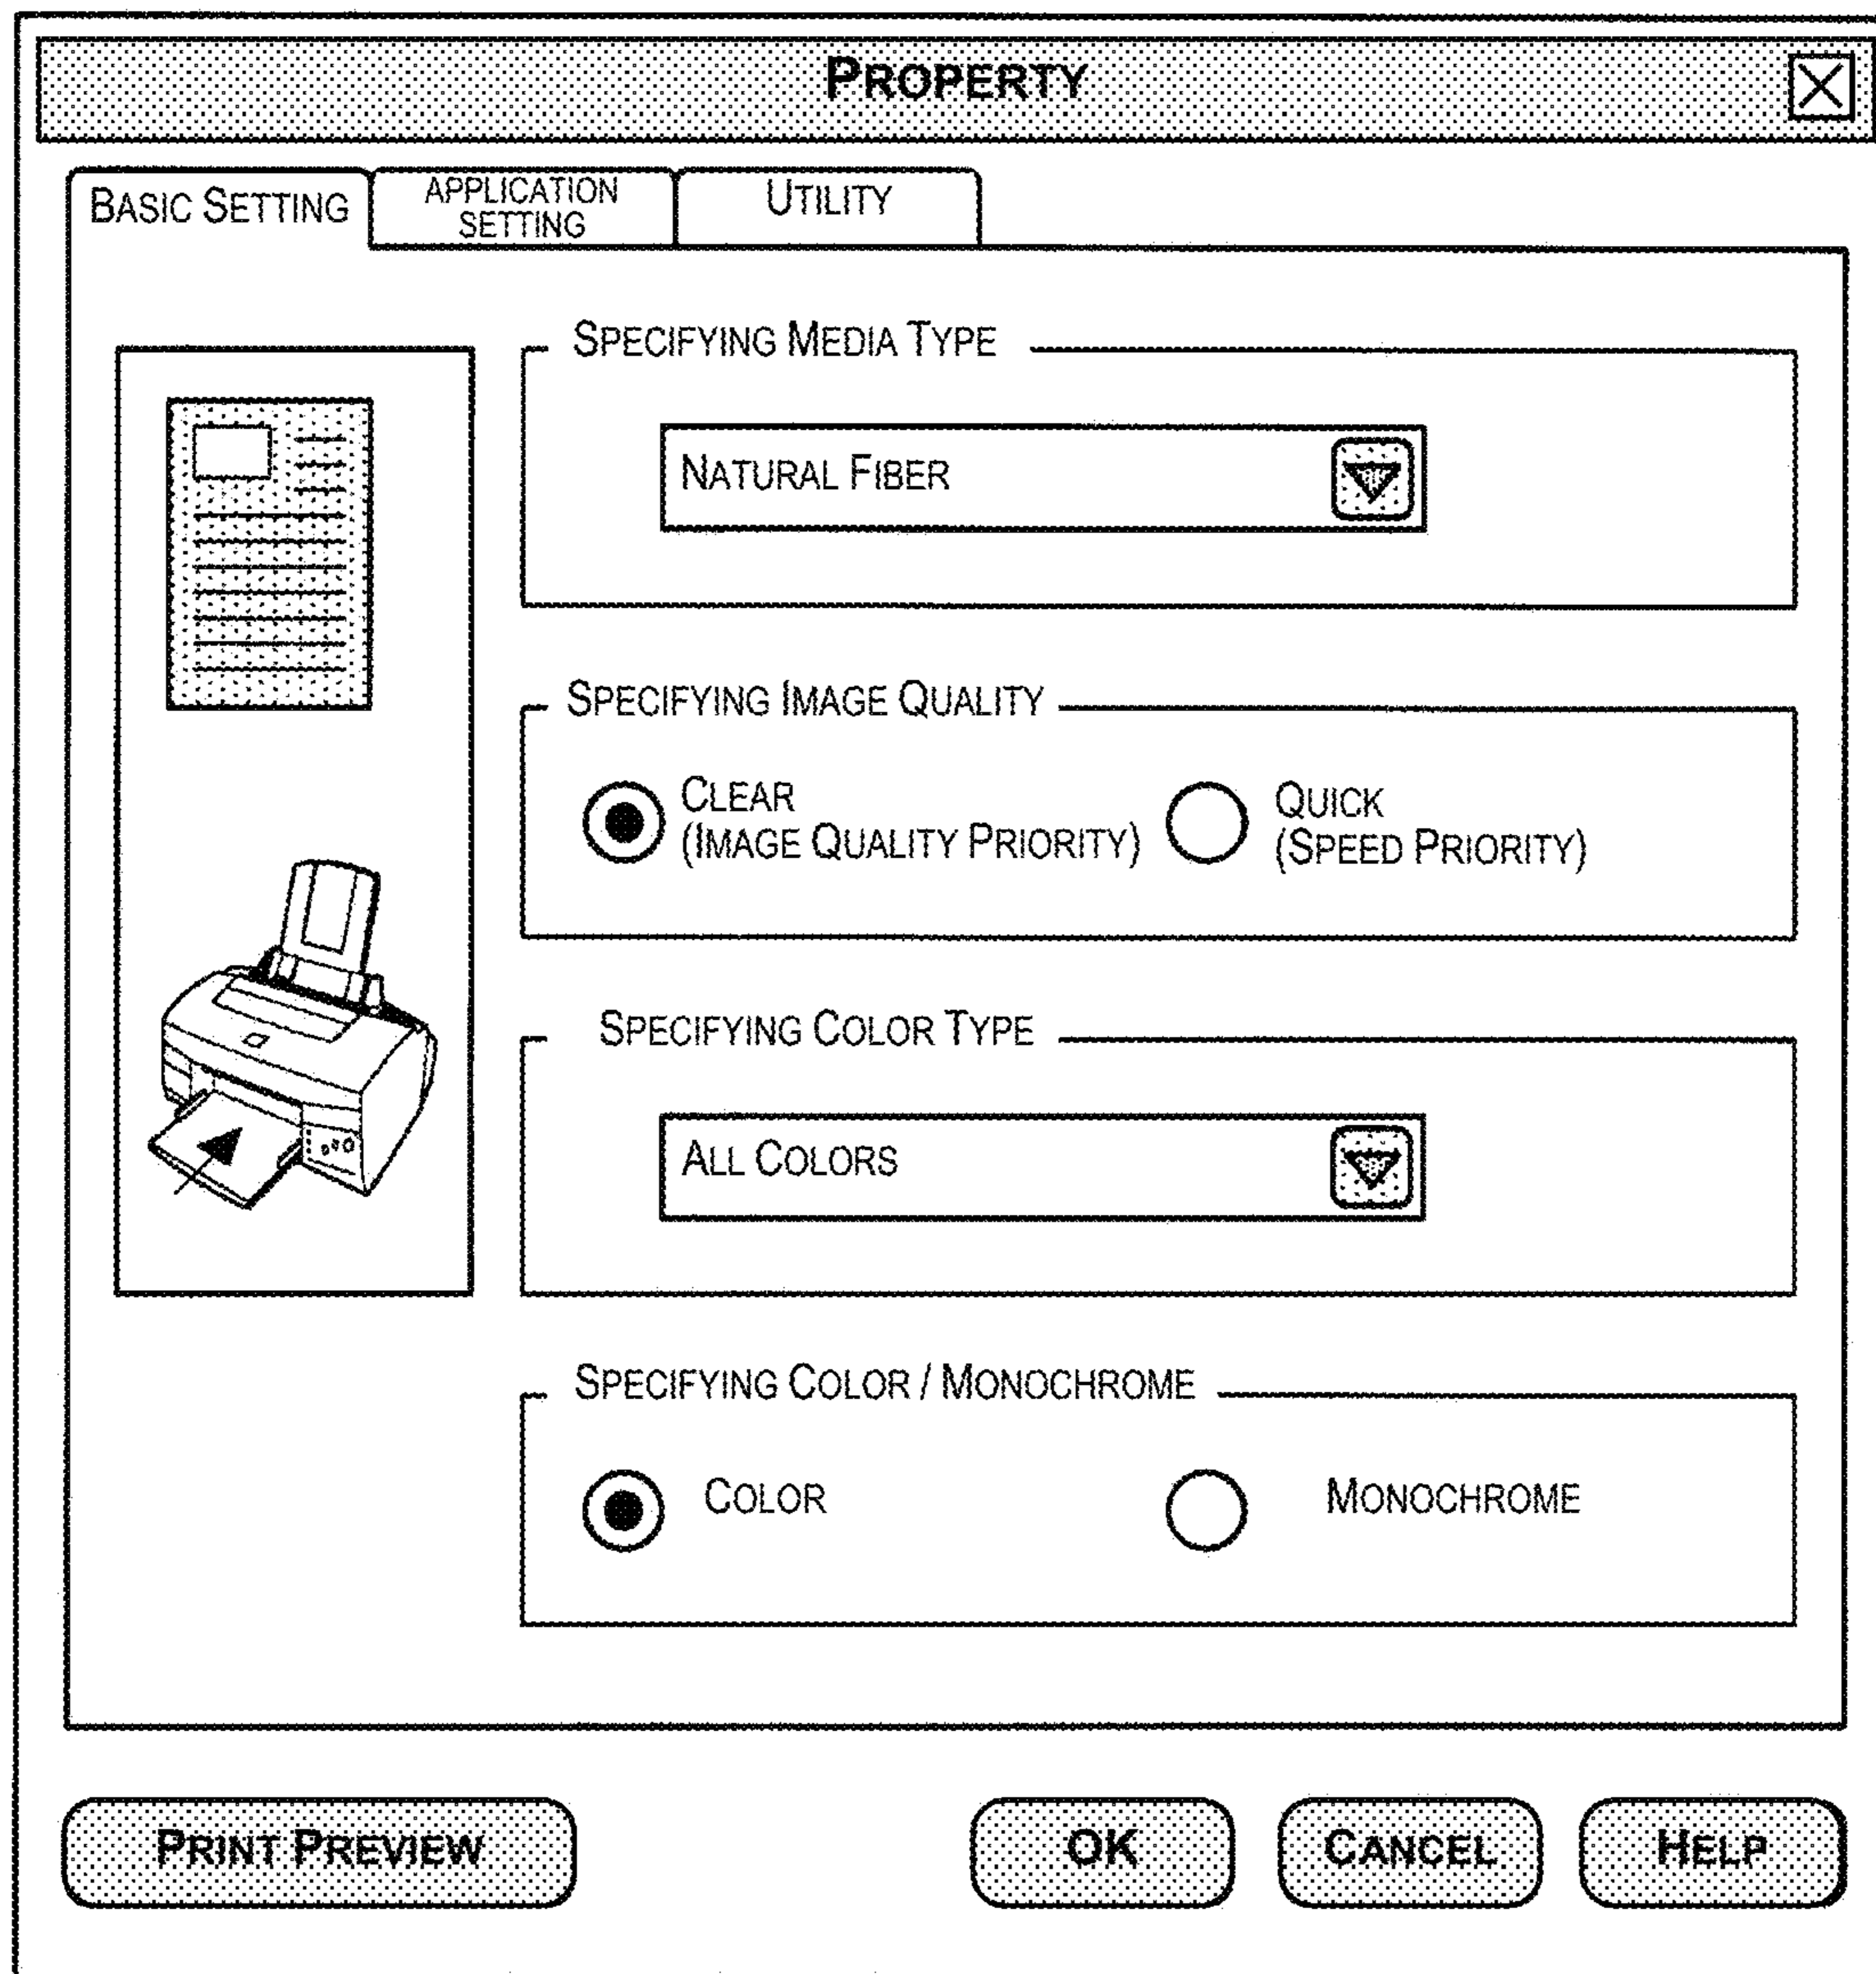 PROPERTY
BASIC SETTING
APPLICATION
SETTING
UTILITY
SPECIFYING MEDIA TYPE
NATURAL FIBER
SPECIFYING IMAGE QUALITY
CLEAR
(IMAGE QUALITY PRIORITY)
QUICK
(SPEED PRIORITY)
SPECIFYING COLOR TYPE
ALL COLORS
SPECIFYING COLOR / MONOCHROME
COLOR
MONOCHROME
PRINT PREVIEW
OK
CANCEL
HELP